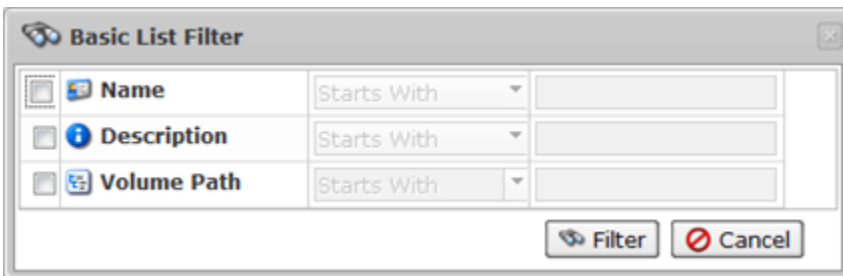 Basic List Filter
Name Starts With
Description Starts With
Volume Path Starts With
Filter Cancel